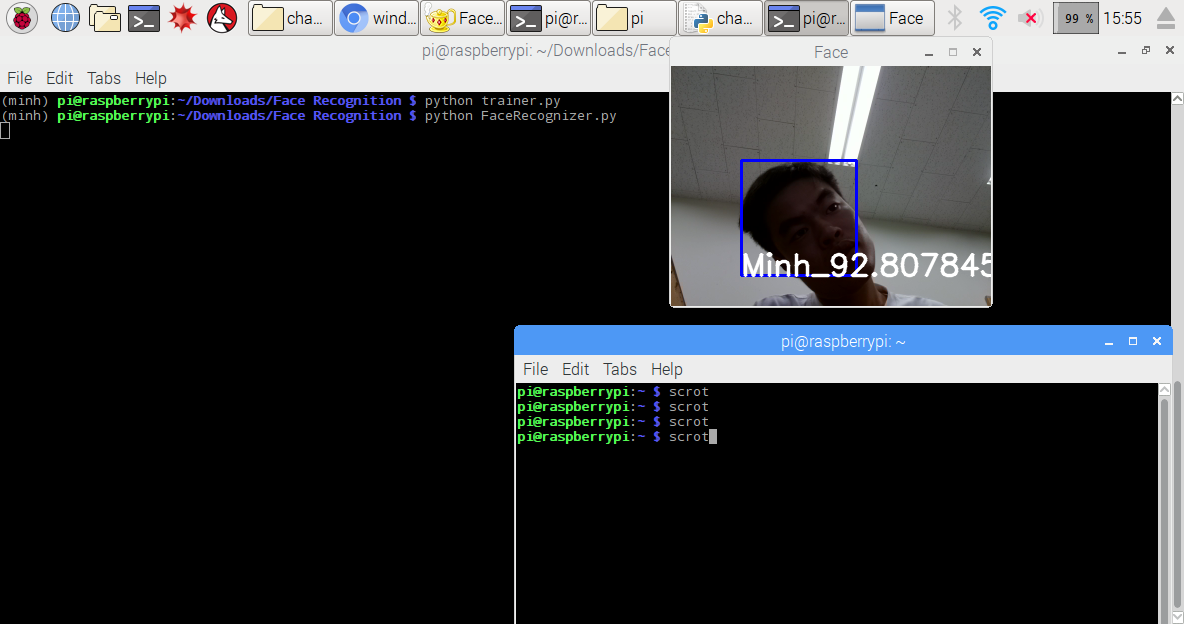 cha...
wind...
Face...
pi@r...
pi
cha...
pi@r...
Face
99 %
15:55
pi@raspberrypi: ~/Downloads/Face
File Edit Tabs Help
(minh) pi@raspberrypi:~/Downloads/Face Recognition $ python trainer.py
(minh) pi@raspberrypi:~/Downloads/Face Recognition $ python FaceRecognizer.py
Face
Minh_92.807845
pi@raspberrypi: ~
File Edit Tabs Help
pi@raspberrypi:~ $ scrot
pi@raspberrypi:~ $ scrot
pi@raspberrypi:~ $ scrot
pi@raspberrypi:~ $ scrot